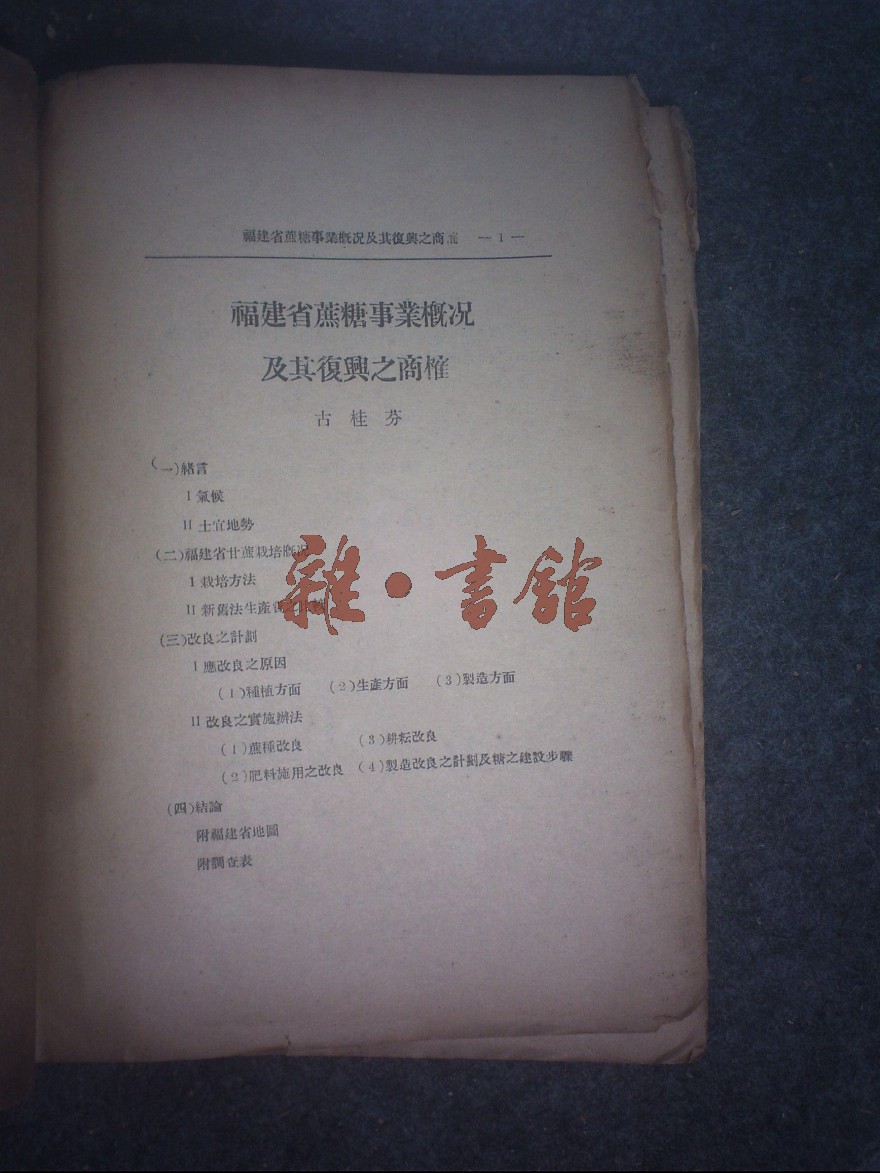 福建省蔗糖事業概况及其復興之商榷 — 1 —
福建省蔗糖事業概况
及其復興之商榷
古桂芬
(一)緒言
I 氣候
II 土宜地勢
(二)福建省甘蔗栽培概况
I 栽培方法
II 新舊法生產費之比較
雜·書舘
(三)改良之計劃
I 應改良之原因
(1)種植方面 (2)生產方面 (3)製造方面
II 改良之實施辦法
(1)蔗種改良 (3)耕耘改良
(2)肥料施用之改良 (4)製造改良之計劃及糖之建設步驟
(四)結論
附福建省地圖
附調查表